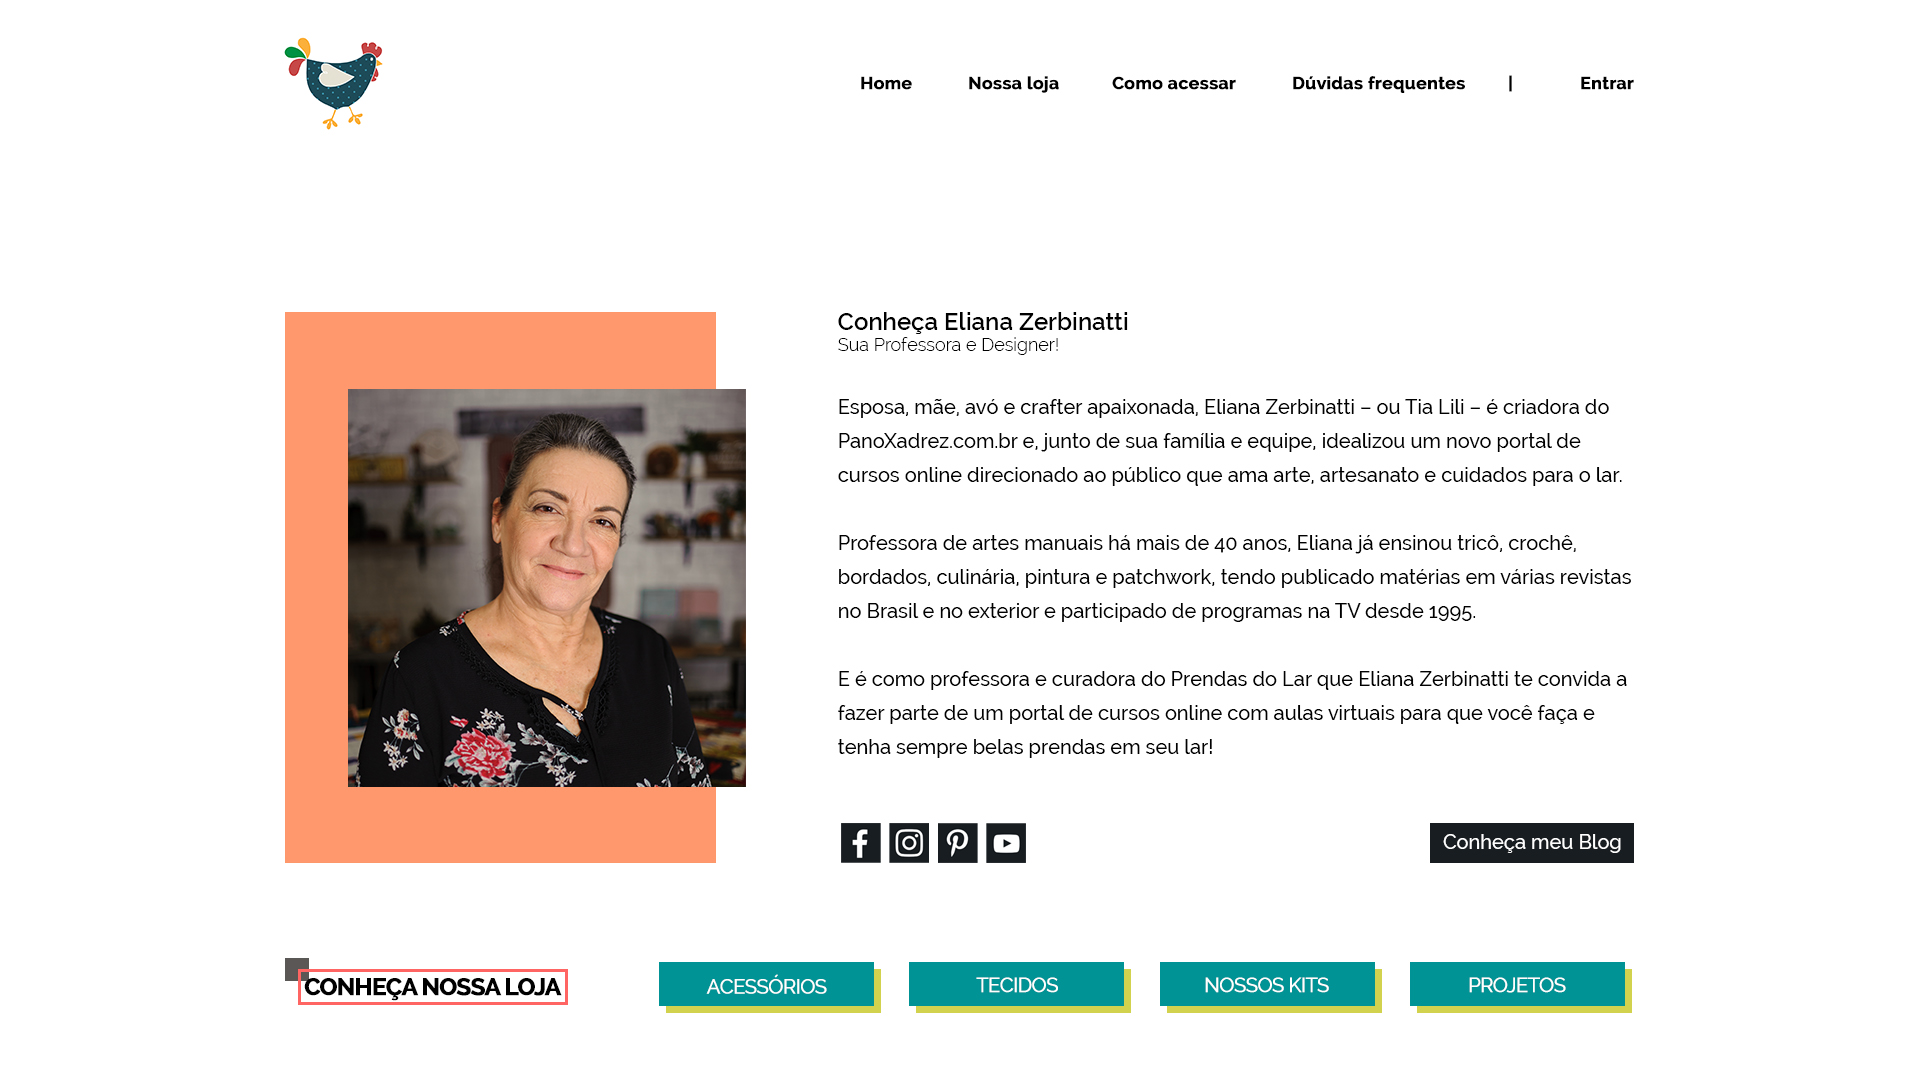 Home Nossa loja Como acessar Dúvidas frequentes | Entrar
Conheça Eliana Zerbinatti
Sua Professora e Designer!
Esposa, mãe, avó e crafter apaixonada, Eliana Zerbinatti – ou Tia Lili – é criadora do
PanoXadrez.com.br e, junto de sua família e equipe, idealizou um novo portal de
cursos online direcionado ao público que ama arte, artesanato e cuidados para o lar.
Professora de artes manuais há mais de 40 anos, Eliana já ensinou tricô, crochê,
bordados, culinária, pintura e patchwork, tendo publicado matérias em várias revistas
no Brasil e no exterior e participado de programas na TV desde 1995.
E é como professora e curadora do Prendas do Lar que Eliana Zerbinatti te convida a
fazer parte de um portal de cursos online com aulas virtuais para que você faça e
tenha sempre belas prendas em seu lar!
Conheça meu Blog
CONHEÇA NOSSA LOJA
ACESSÓRIOS
TECIDOS
NOSSOS KITS
PROJETOS